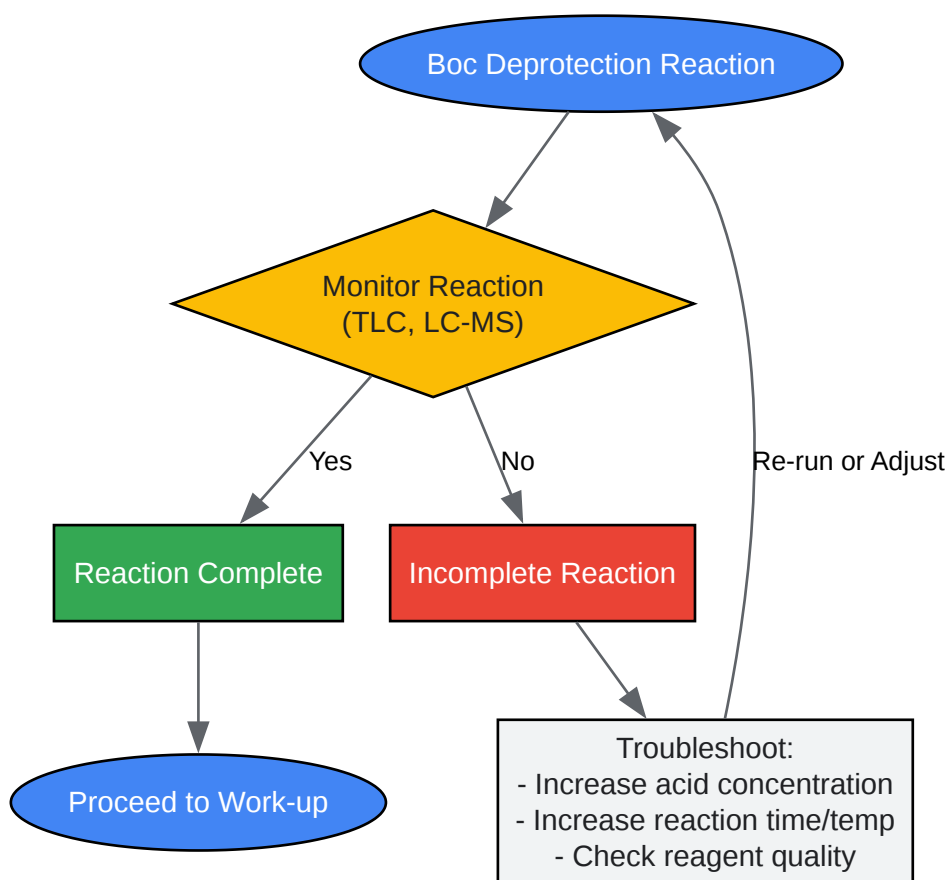 Boc Deprotection Reaction
Monitor Reaction
(TLC, LC-MS)
Yes
No
Re-run or Adjust
Reaction Complete
Incomplete Reaction
Troubleshoot:
- Increase acid concentration
- Increase reaction time/temp
- Check reagent quality
Proceed to Work-up